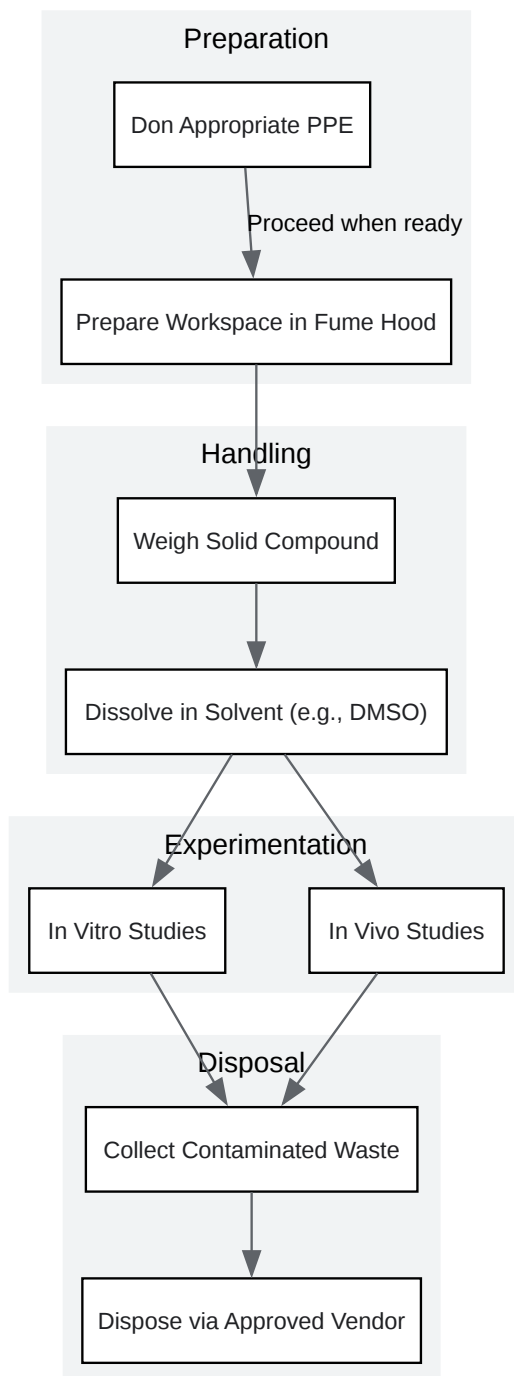 Preparation
Don Appropriate PPE
Proceed when ready
Prepare Workspace in Fume Hood
Handling
Weigh Solid Compound
Dissolve in Solvent (e.g., DMSO)
Experimentation
In Vitro Studies
In Vivo Studies
Disposal
Collect Contaminated Waste
Dispose via Approved Vendor